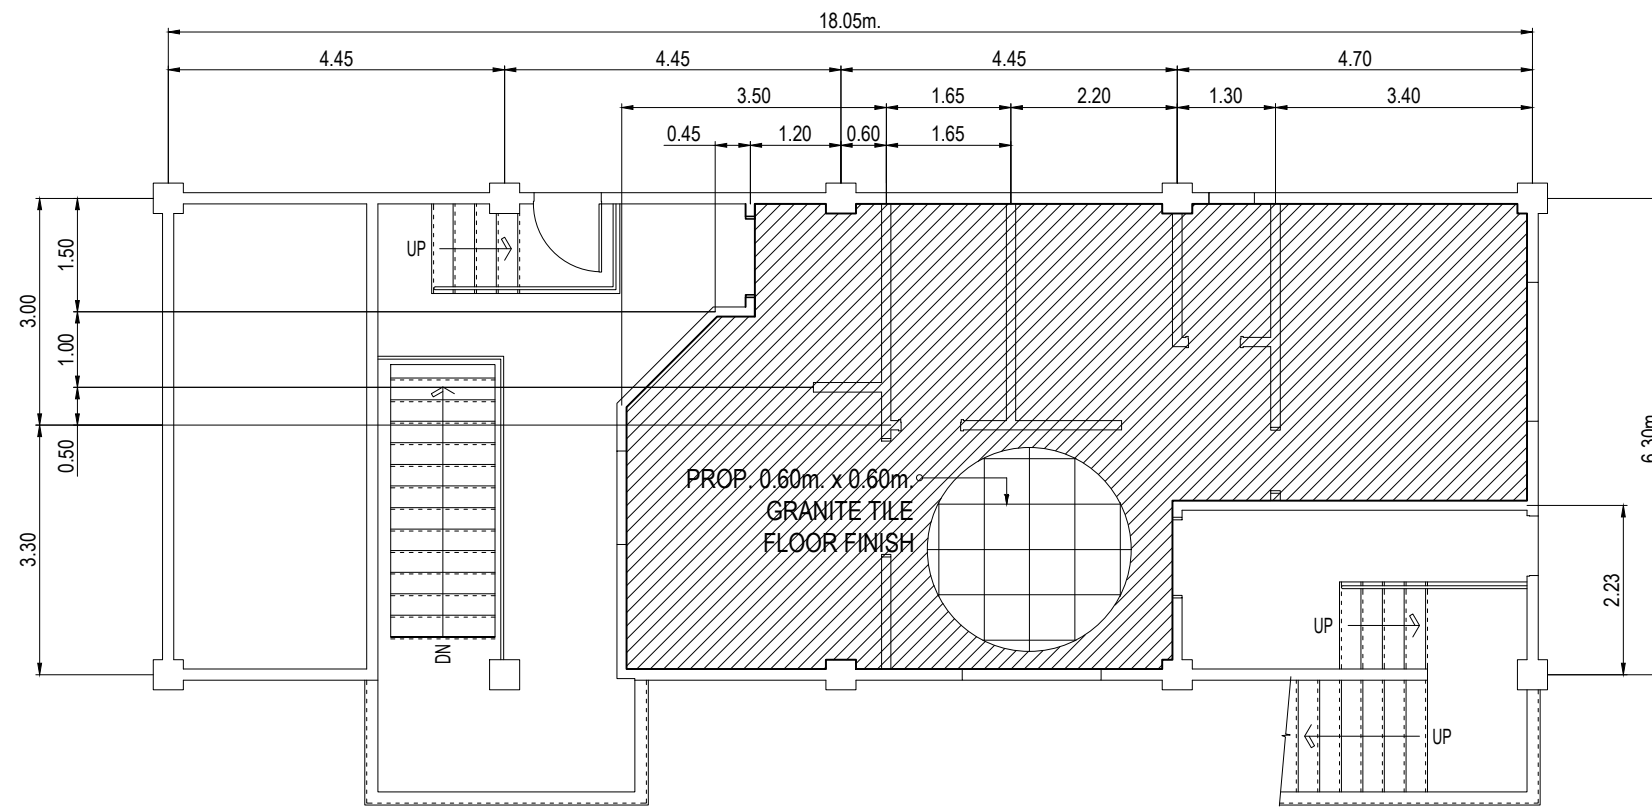 18.05m.
4.45
4.45
4.45
4.70
3.50
1.65
2.20
1.30
3.40
0.45
1.20
0.60
1.65
3.00
1.50
1.00
0.50
3.30
UP
DN
PROP. 0.60m. x 0.60m.
GRANITE TILE
FLOOR FINISH
6.30m
2.23
UP
UP